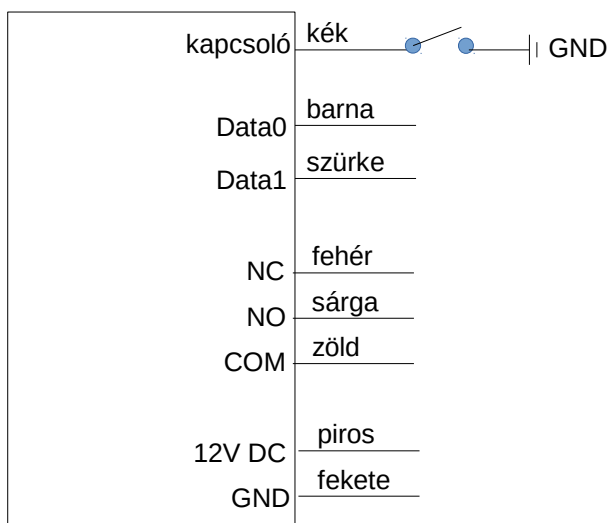 kapcsoló kék GND
Data0 barna
Data1 szürke
NC fehér
NO sárga
COM zöld
12V DC piros
GND fekete